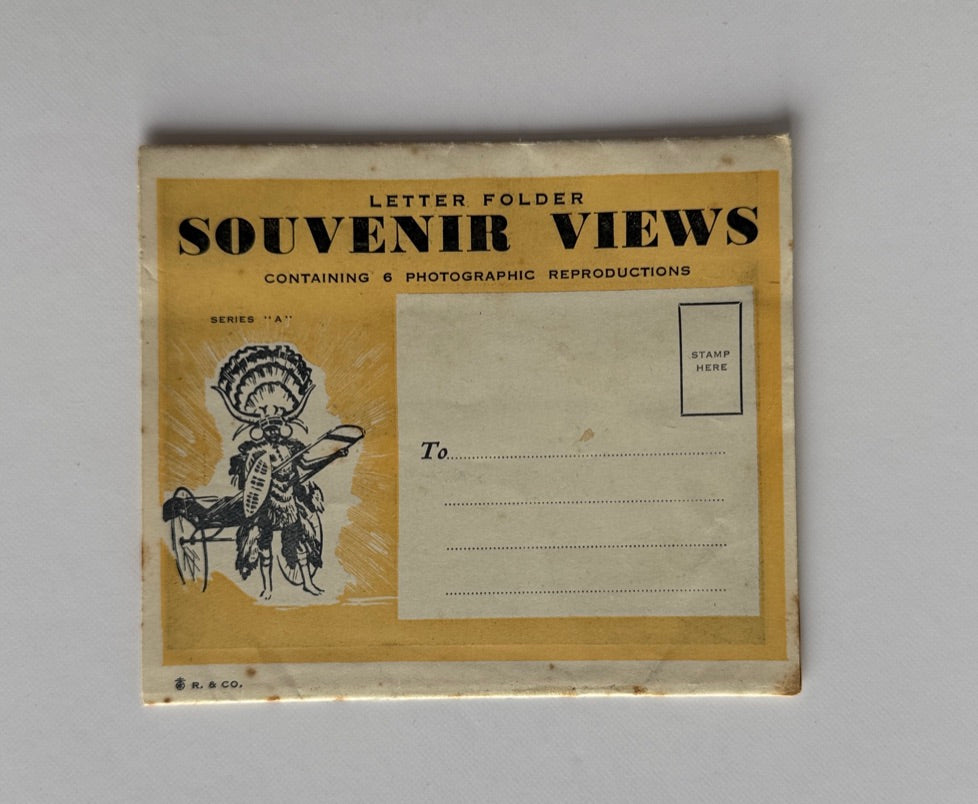 LETTER FOLDER
SOUVENIR VIEWS
CONTAINING 6 PHOTOGRAPHIC REPRODUCTIONS
SERIES "A"
STAMP
HERE
To
R. & CO.